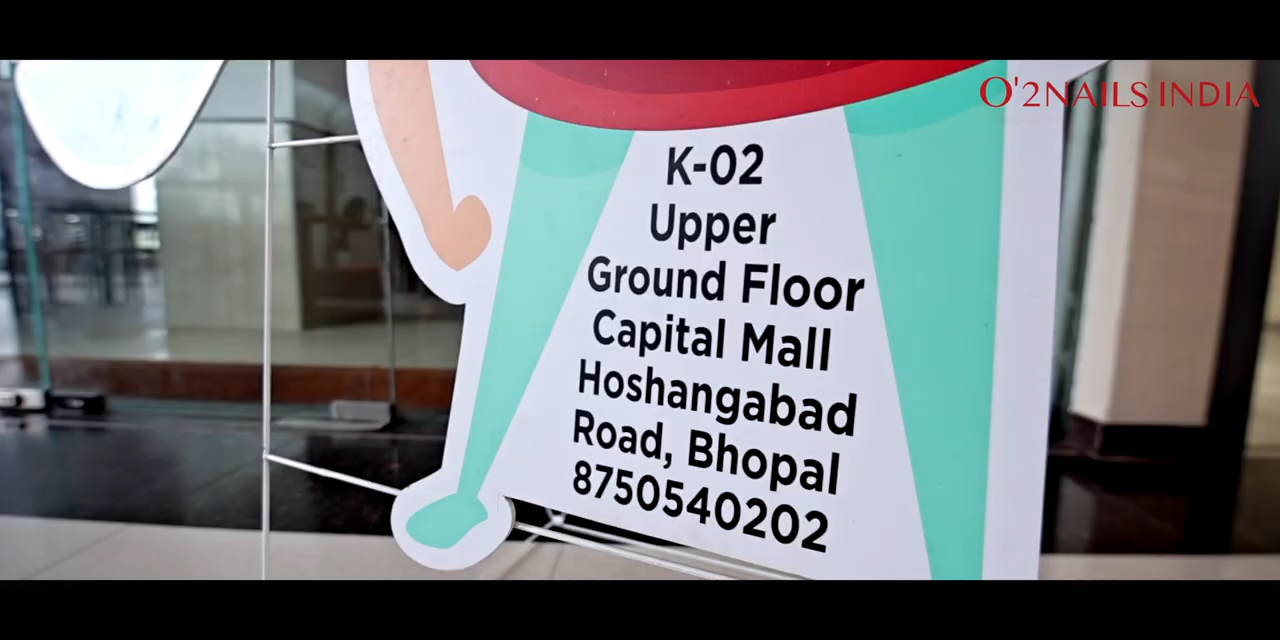 O'2NAILS INDIA
K-02
Upper
Ground Floor
Capital Mall
Hoshangabad
Road, Bhopal
8750540202